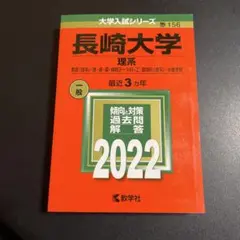 大学入試シリーズ
156
長崎大学
理系
最近3カ年
一般
傾向と対策
過去問
解答
2022
教学社